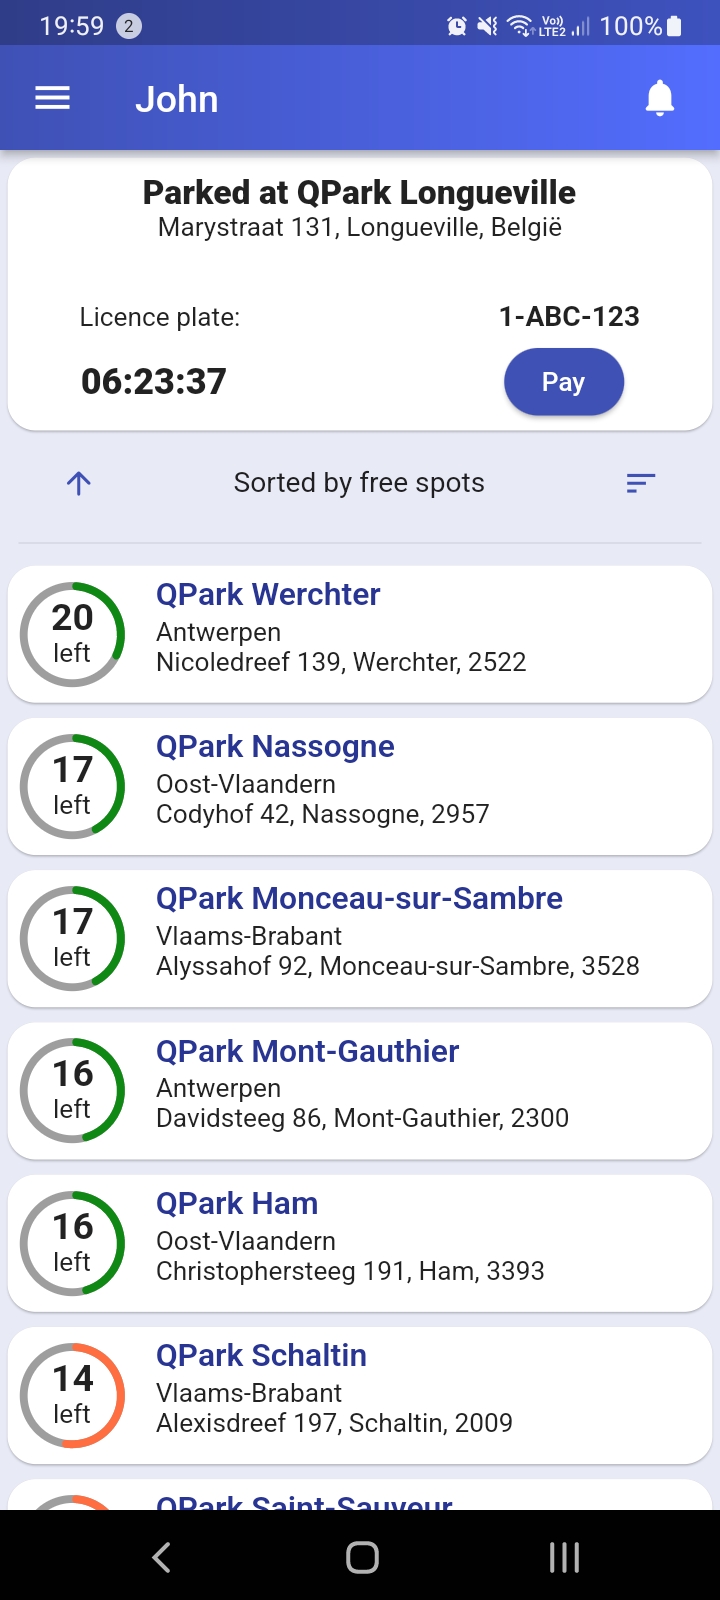 19:59 2 Vo) LTE2 100%
John
Parked at QPark Longueville
Marystraat 131, Longueville, België
Licence plate: 1-ABC-123
06:23:37 Pay
Sorted by free spots
20 left
QPark Werchter
Antwerpen
Nicoledreef 139, Werchter, 2522
17 left
QPark Nassogne
Oost-Vlaandern
Codyhof 42, Nassogne, 2957
17 left
QPark Monceau-sur-Sambre
Vlaams-Brabant
Alyssahof 92, Monceau-sur-Sambre, 3528
16 left
QPark Mont-Gauthier
Antwerpen
Davidsteeg 86, Mont-Gauthier, 2300
16 left
QPark Ham
Oost-Vlaandern
Christophersteeg 191, Ham, 3393
14 left
QPark Schaltin
Vlaams-Brabant
Alexisdreef 197, Schaltin, 2009
QPark Saint-Sauveur